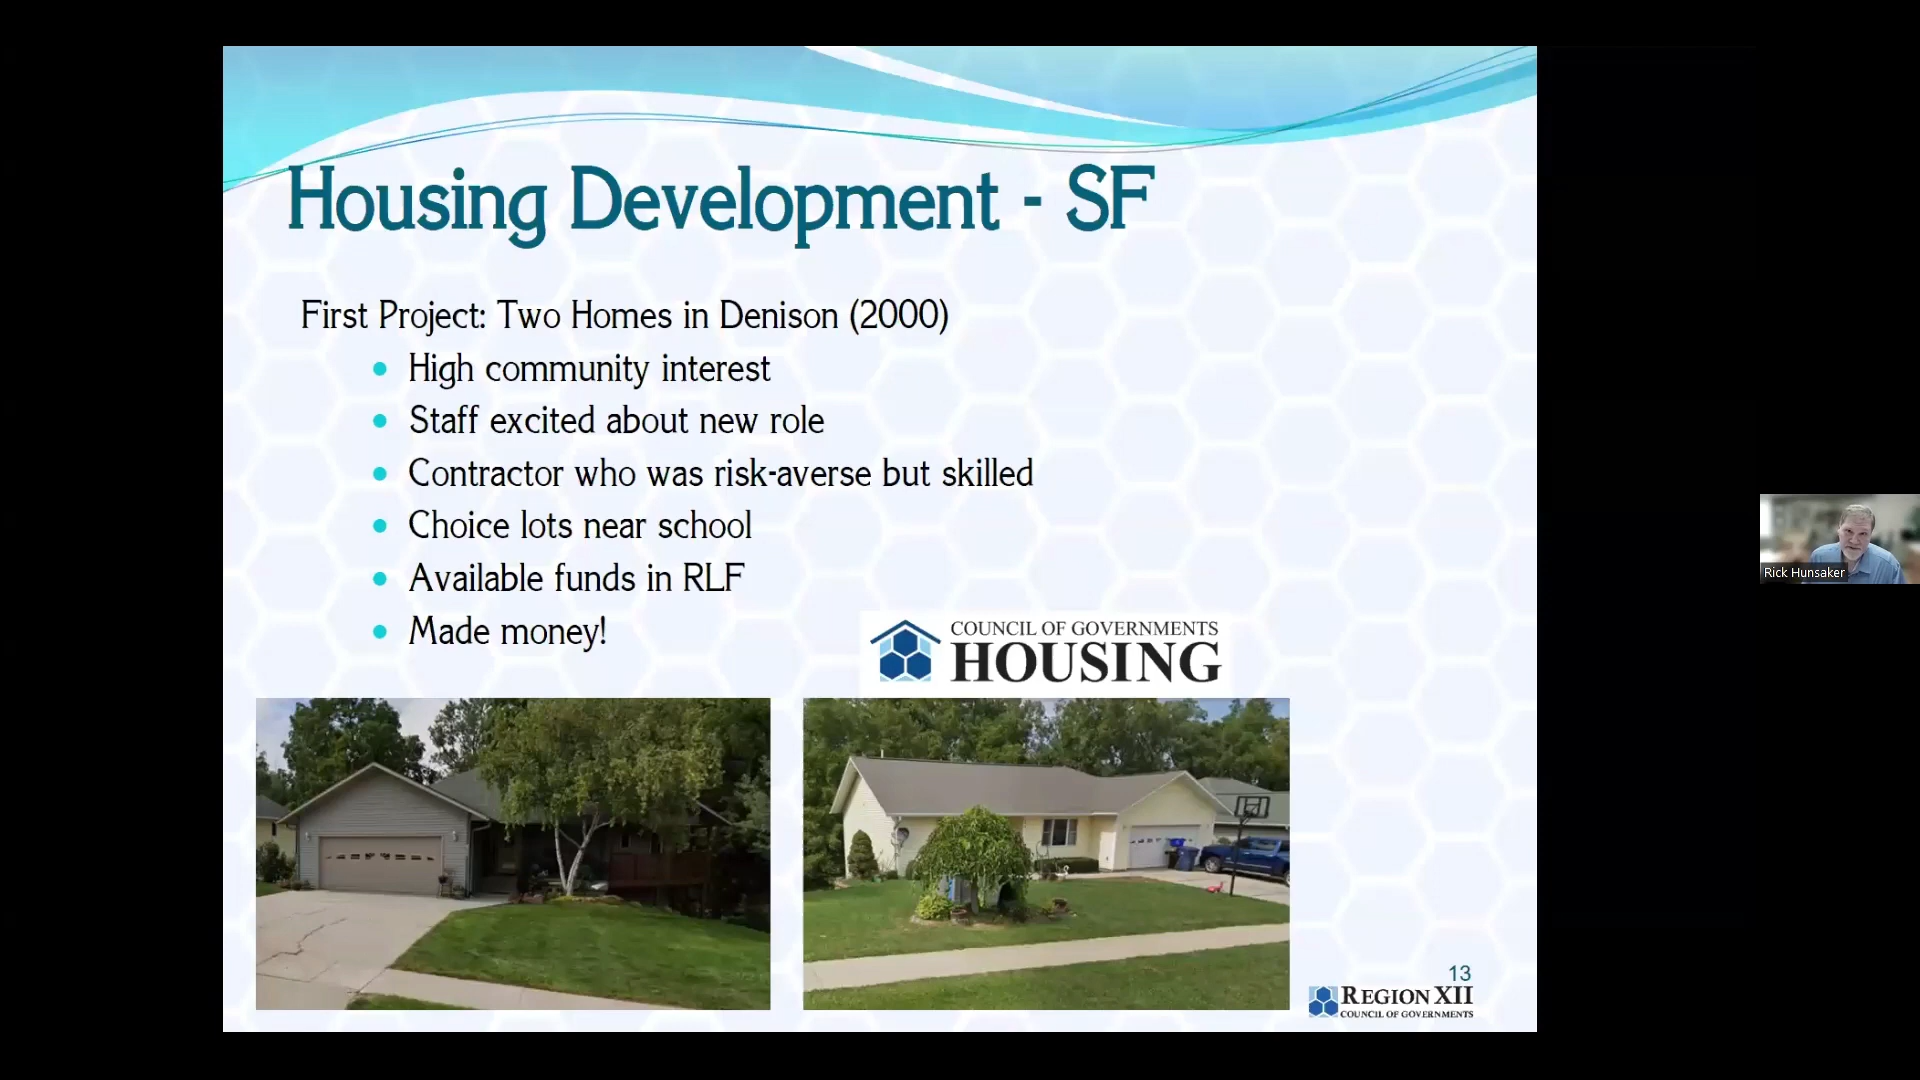 Housing Development - SF
First Project: Two Homes in Denison (2000)
• High community interest
• Staff excited about new role
• Contractor who was risk-averse but skilled
• Choice lots near school
• Available funds in RLF
• Made money!
COUNCIL OF GOVERNMENTS
HOUSING
13
REGION XII
COUNCIL OF GOVERNMENTS
Rick Hunsaker